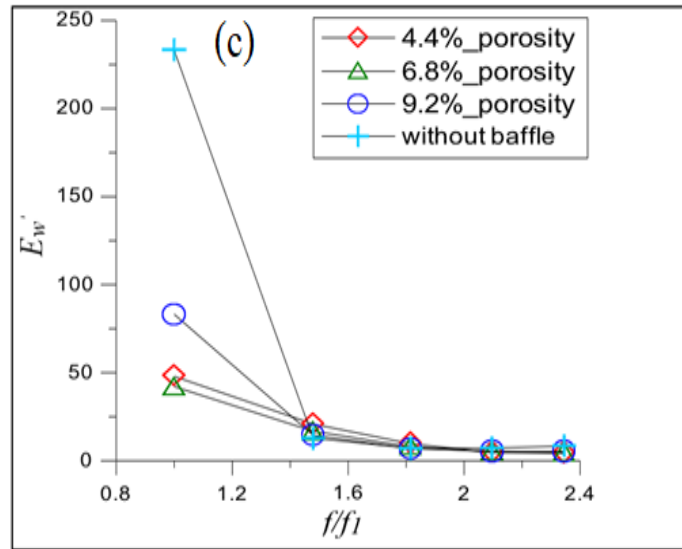 250
(c)
4.4%_porosity
6.8%_porosity
9.2%_porosity
without baffle
200
150
E_w'
100
50
0
0.8 1.2 1.6 2 2.4
f/f1